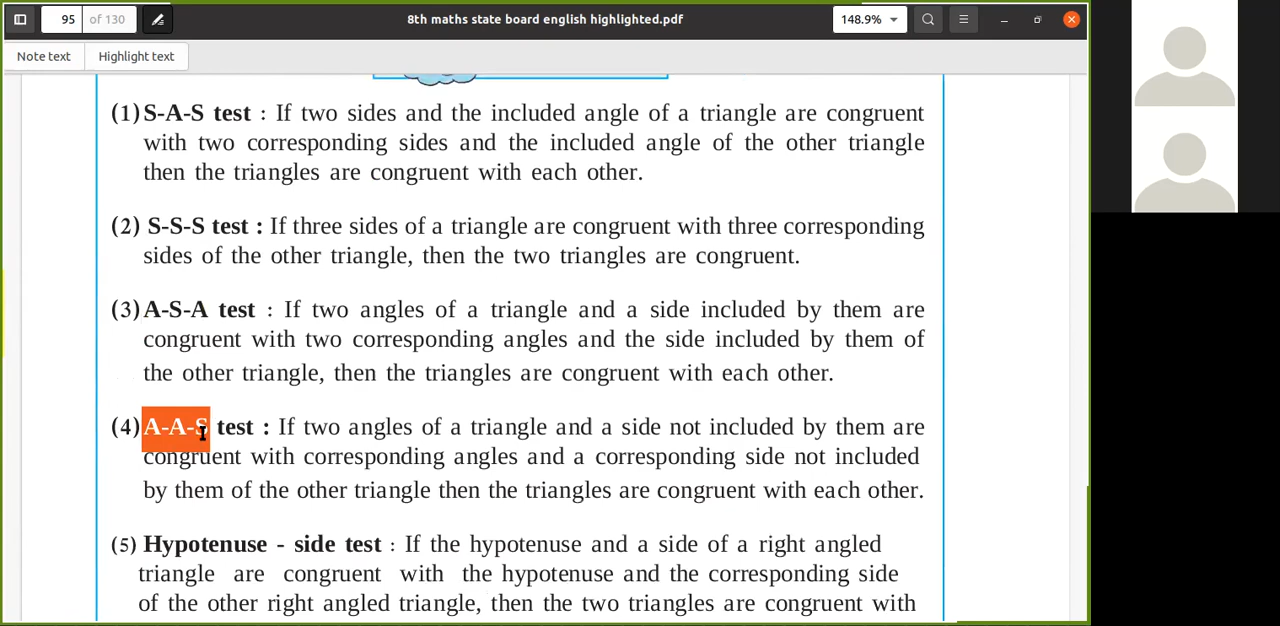 95 of 130
8th maths state board english highlighted.pdf
148.9%
Note text
Highlight text
(1) S-A-S test : If two sides and the included angle of a triangle are congruent
with two corresponding sides and the included angle of the other triangle
then the triangles are congruent with each other.
(2) S-S-S test : If three sides of a triangle are congruent with three corresponding
sides of the other triangle, then the two triangles are congruent.
(3) A-S-A test : If two angles of a triangle and a side included by them are
congruent with two corresponding angles and the side included by them of
the other triangle, then the triangles are congruent with each other.
(4) A-A-S test : If two angles of a triangle and a side not included by them are
congruent with corresponding angles and a corresponding side not included
by them of the other triangle then the triangles are congruent with each other.
(5) Hypotenuse - side test : If the hypotenuse and a side of a right angled
triangle are congruent with the hypotenuse and the corresponding side
of the other right angled triangle, then the two triangles are congruent with